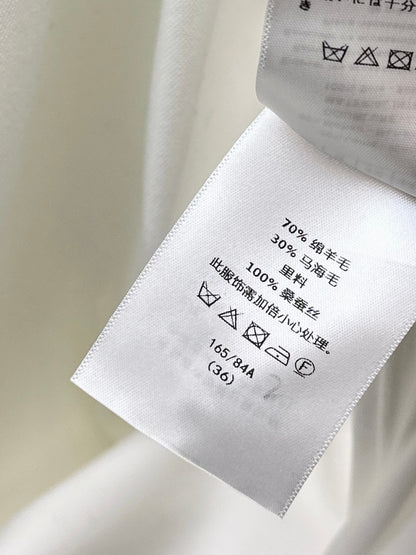 70% 绵羊毛
30% 马海毛
里料
100% 桑蚕丝
此服饰需加倍小心处理。
F
165/84A
(36)